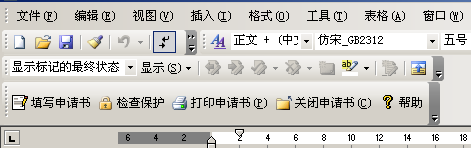 文件(F) 编辑(E) 视图(V) 插入(I) 格式(O) 工具(T) 表格(A) 窗口(W)
正文 + (中文 仿宋_GB2312 五号
显示标记的最终状态 显示(S)
填写申请书 检查保护 打印申请书(P) 关闭申请书(C) ? 帮助
L 6 4 2 2 4 6 8 10 12 14 16 18